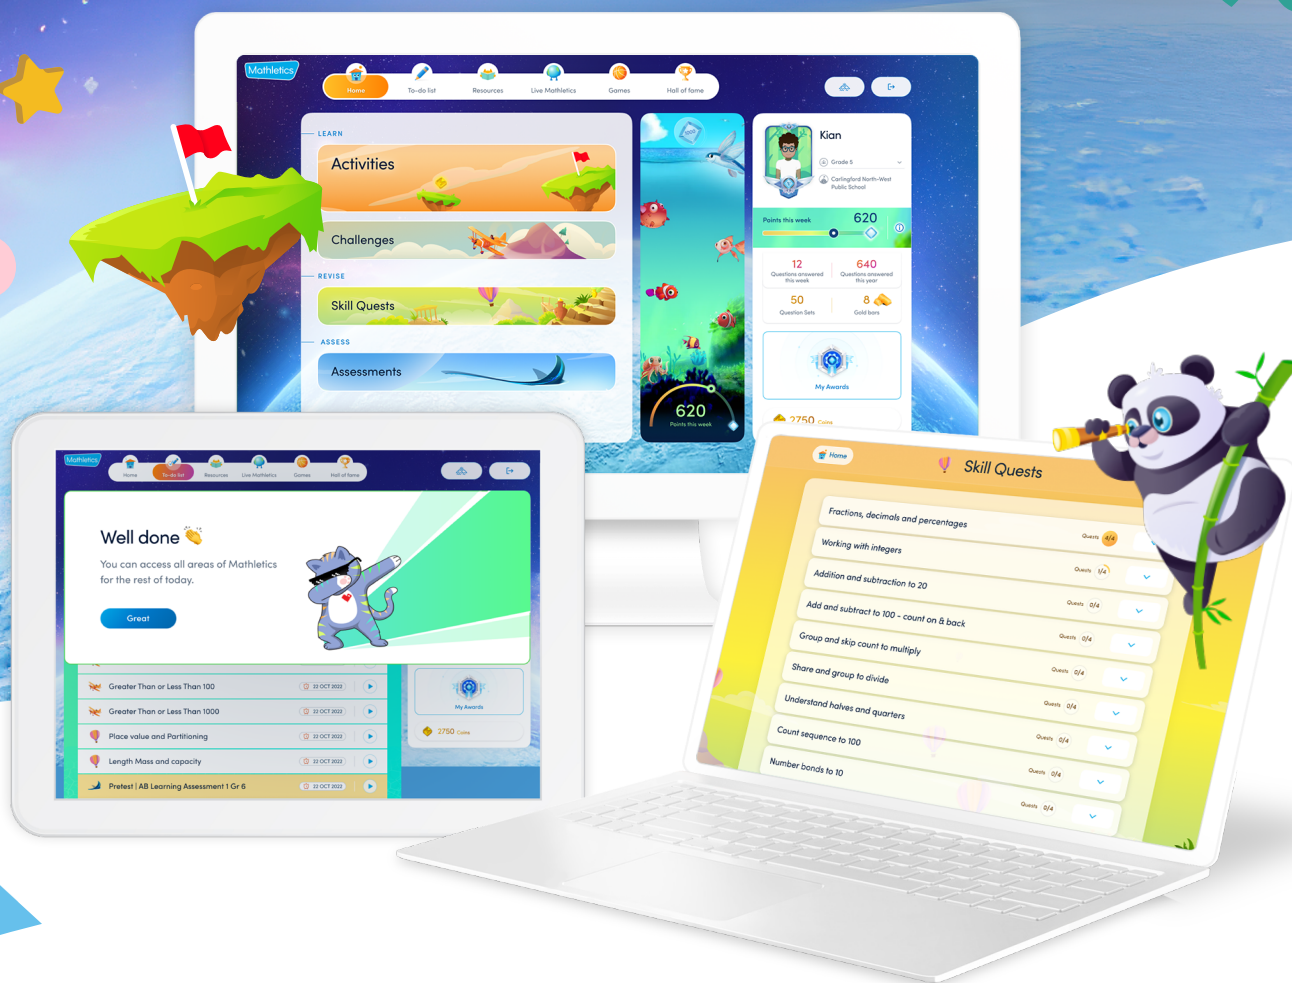 Mathletics
Home
To-do list
Resources
Live Mathletics
Games
Hall of fame
LEARN
Activities
Challenges
REVISE
Skill Quests
ASSESS
Assessments
1000
620
Points this week
Kian
Grade 5
Carlingford North-West
Public School
Points this week
620
12
Questions answered
this week
640
Questions answered
this year
50
Question Sets
8
Gold bars
My Awards
2750 Coins
Mathletics
Home
To-do list
Resources
Live Mathletics
Games
Hall of fame
Well done
You can access all areas of Mathletics
for the rest of today.
Great
Greater Than or Less Than 100
22 OCT 2022
Greater Than or Less Than 1000
22 OCT 2022
Place value and Partitioning
22 OCT 2022
Length Mass and capacity
22 OCT 2022
Pretest | AB Learning Assessment 1 Gr 6
22 OCT 2022
My Awards
2750 Coins
Home
Skill Quests
Fractions, decimals and percentages
Quests 4/4
Working with integers
Quests 1/4
Addition and subtraction to 20
Quests 0/4
Add and subtract to 100 - count on & back
Quests 0/4
Group and skip count to multiply
Quests 0/4
Share and group to divide
Quests 0/4
Understand halves and quarters
Quests 0/4
Count sequence to 100
Quests 0/4
Number bonds to 10
Quests 0/4